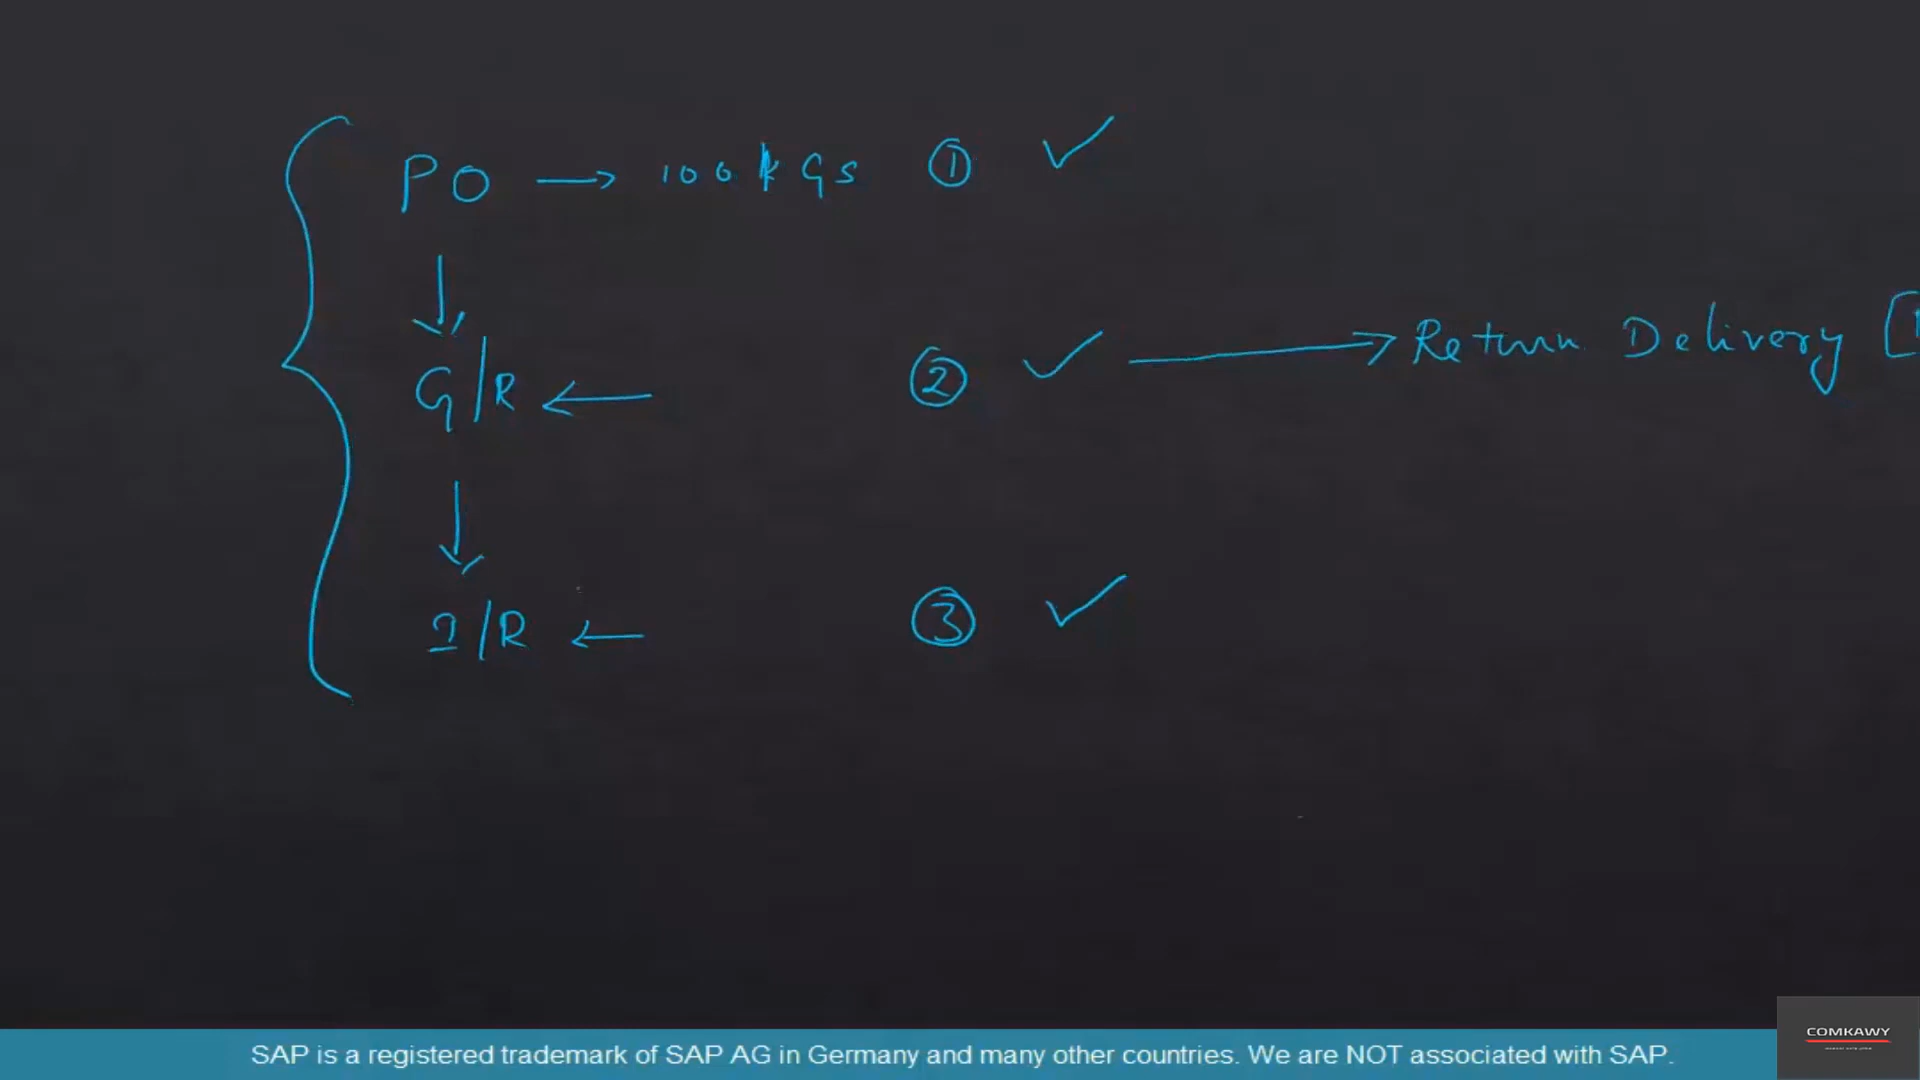 PO → 100 KGs ① ✓
G/R ← ② ✓ → Return Delivery [
I/R ← ③ ✓
SAP is a registered trademark of SAP AG in Germany and many other countries. We are NOT associated with SAP.
COMKAWY